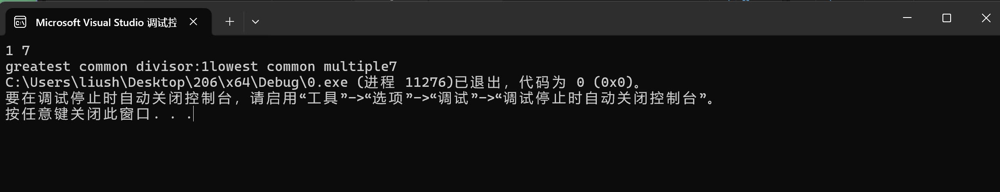 Microsoft Visual Studio 调试控
1 7
greatest common divisor:1lowest common multiple7
C:\Users\liush\Desktop\206\x64\Debug\0.exe (进程 11276)已退出，代码为 0 (0x0)。
要在调试停止时自动关闭控制台，请启用“工具”->“选项”->“调试”->“调试停止时自动关闭控制台”。
按任意键关闭此窗口. . .